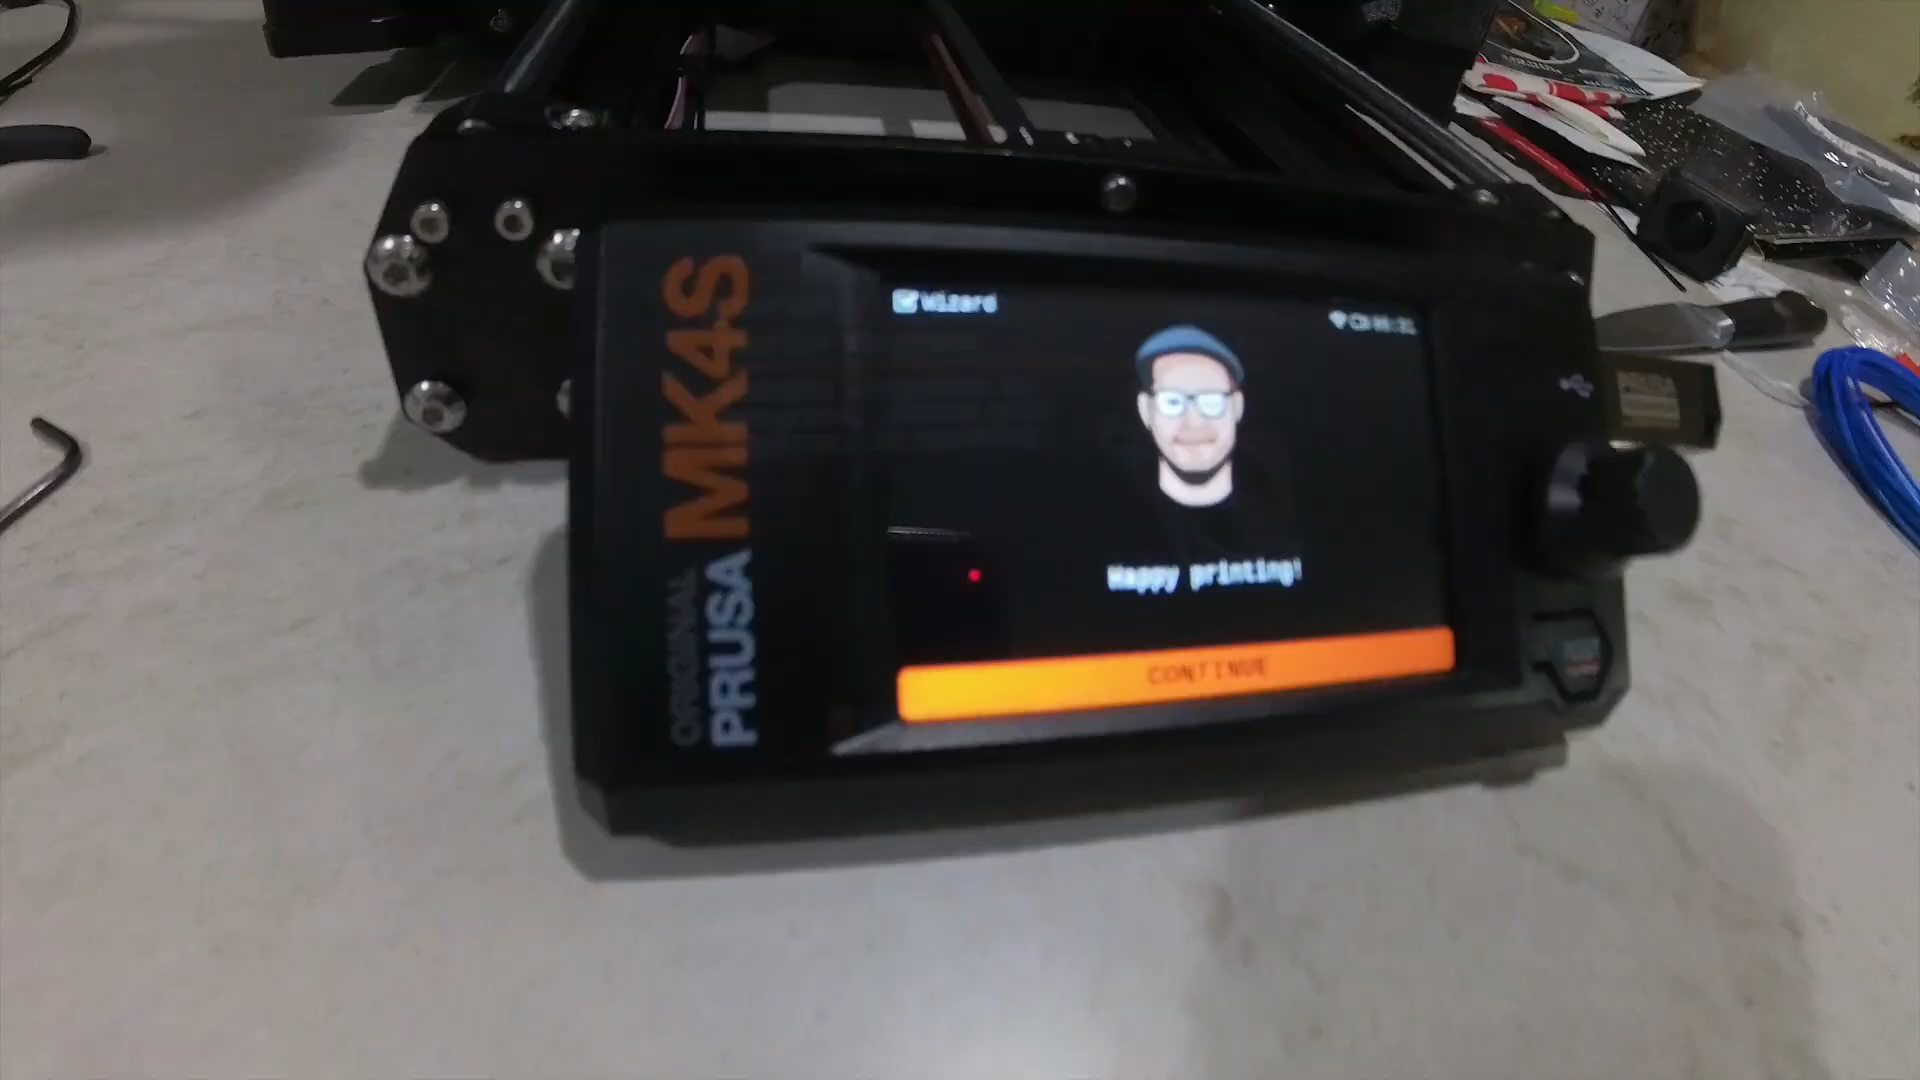 ORIGINAL
PRUSA MK4S
Wizard
Happy printing!
CONTINUE